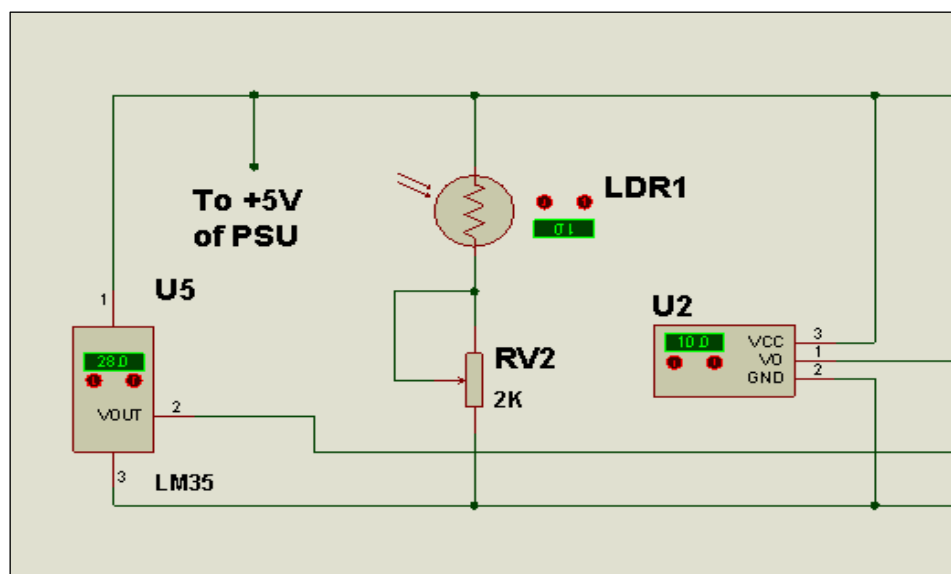 To +5V
of PSU
LDR1
1.0
U5
1
28.0
VOUT
2
3
LM35
RV2
2K
U2
10.0
VCC
3
VO
1
GND
2